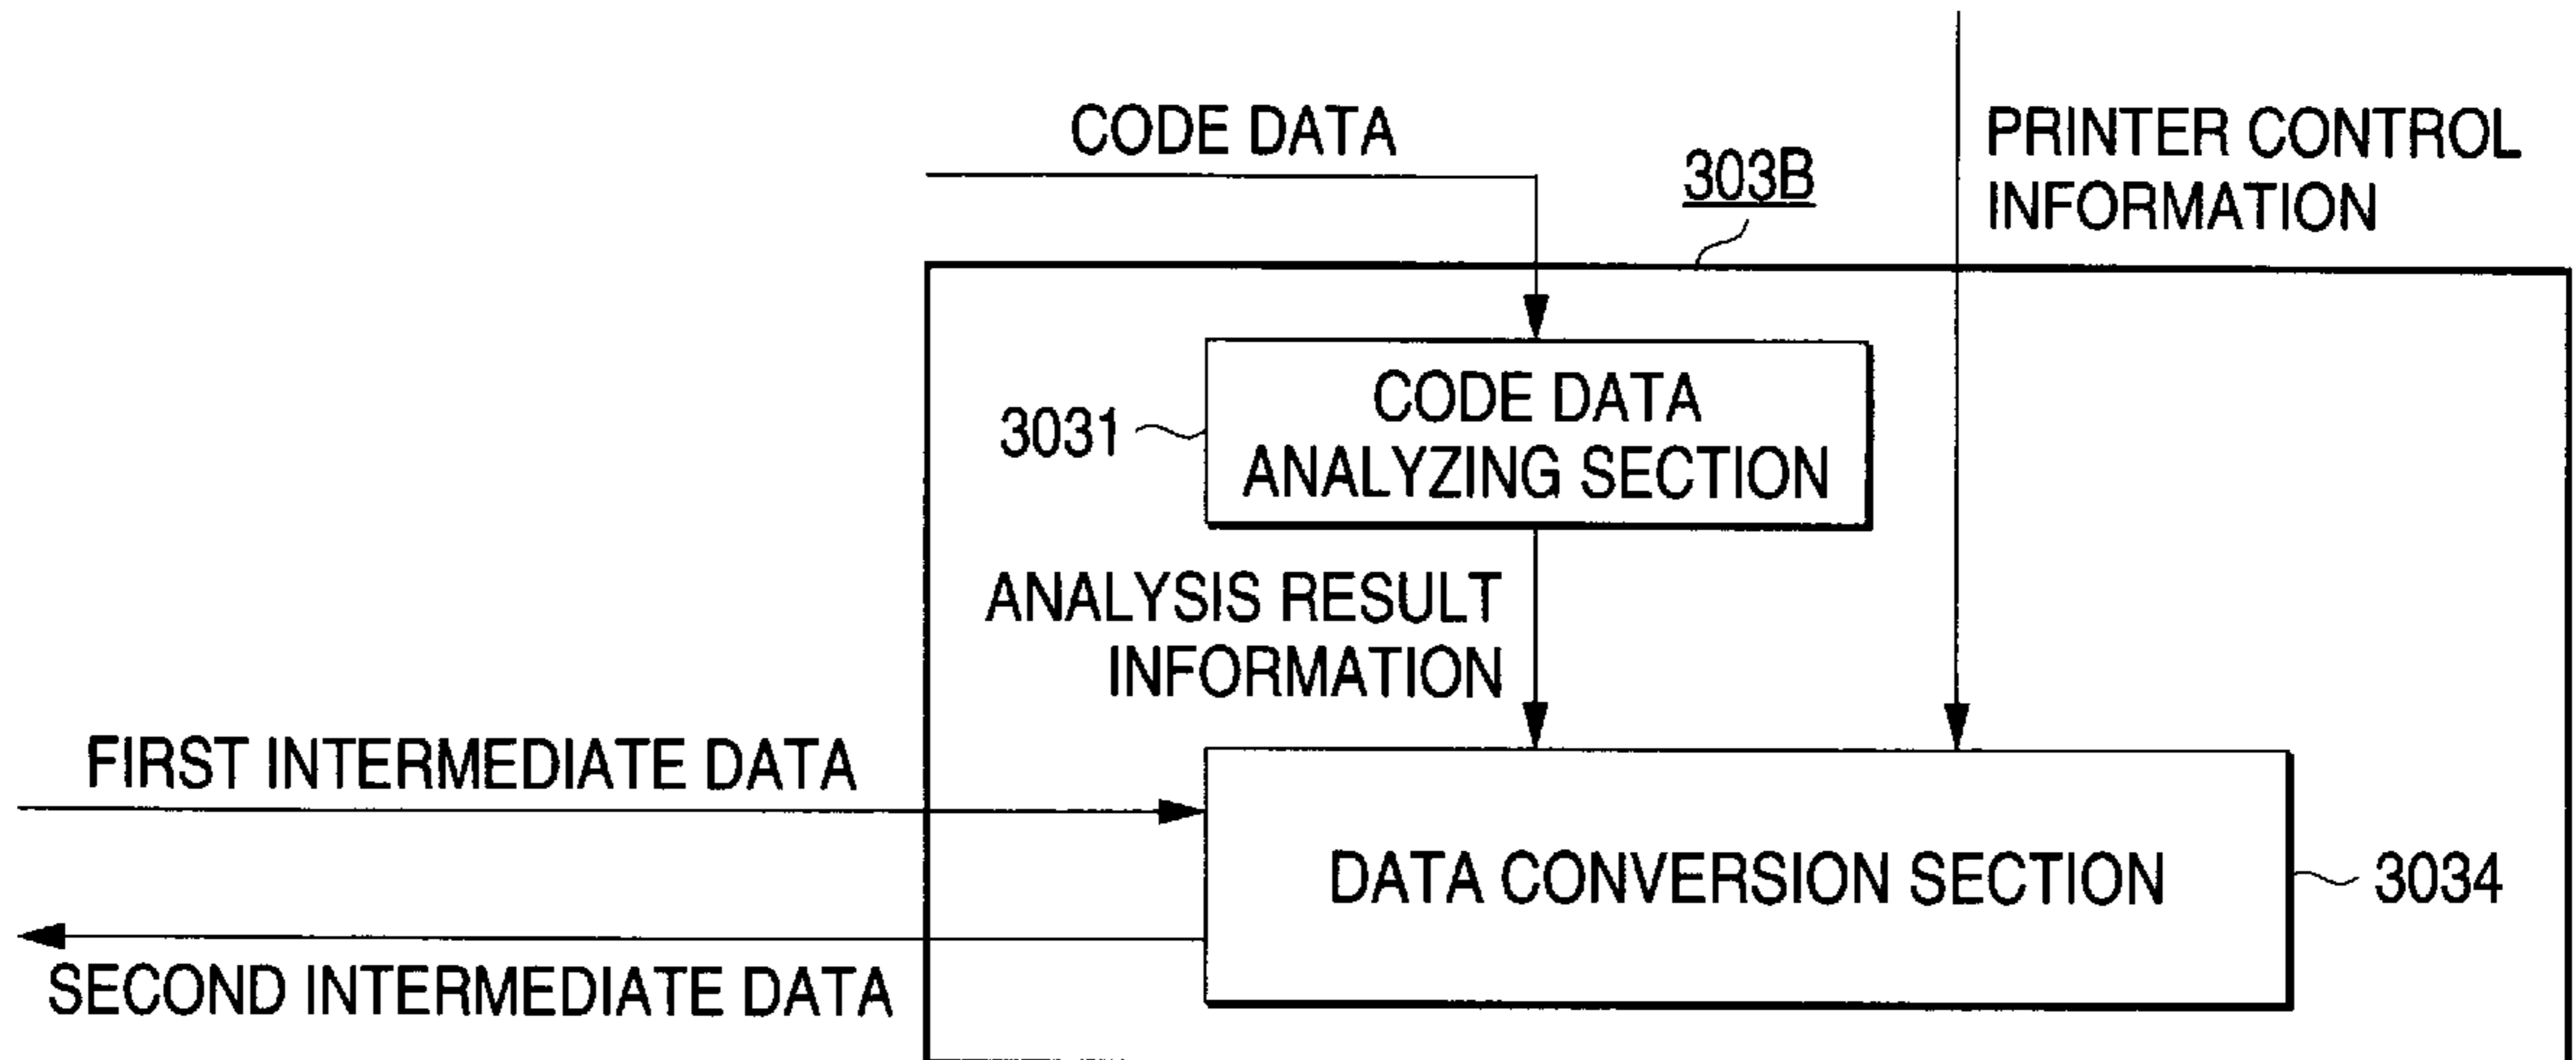 CODE DATA
303B
PRINTER CONTROL
INFORMATION
3031
CODE DATA
ANALYZING SECTION
ANALYSIS RESULT
INFORMATION
FIRST INTERMEDIATE DATA
DATA CONVERSION SECTION
3034
SECOND INTERMEDIATE DATA